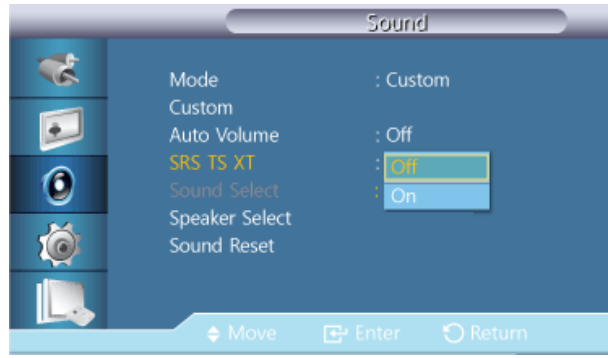 Sound
Mode : Custom
Custom
Auto Volume : Off
SRS TS XT : Off
Sound Select : On
Speaker Select
Sound Reset
Move Enter Return